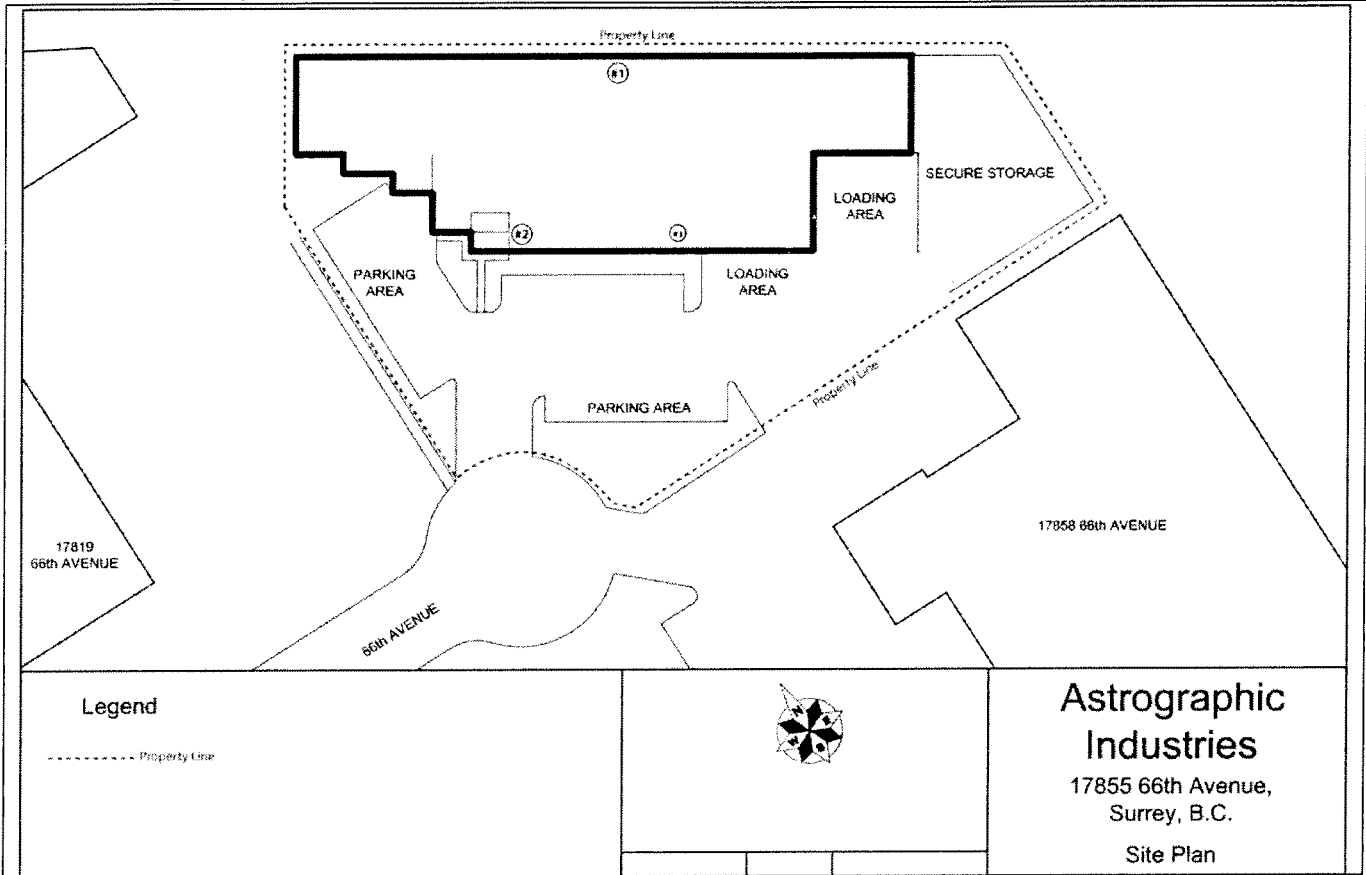 Property Line
#1
SECURE STORAGE
LOADING
AREA
#2
PARKING
AREA
LOADING
AREA
Property Line
PARKING AREA
17819
66th AVENUE
17858 66th AVENUE
66th AVENUE
Legend
Property Line
N
E
S
W
Astrographic
Industries
17855 66th Avenue,
Surrey, B.C.
Site Plan